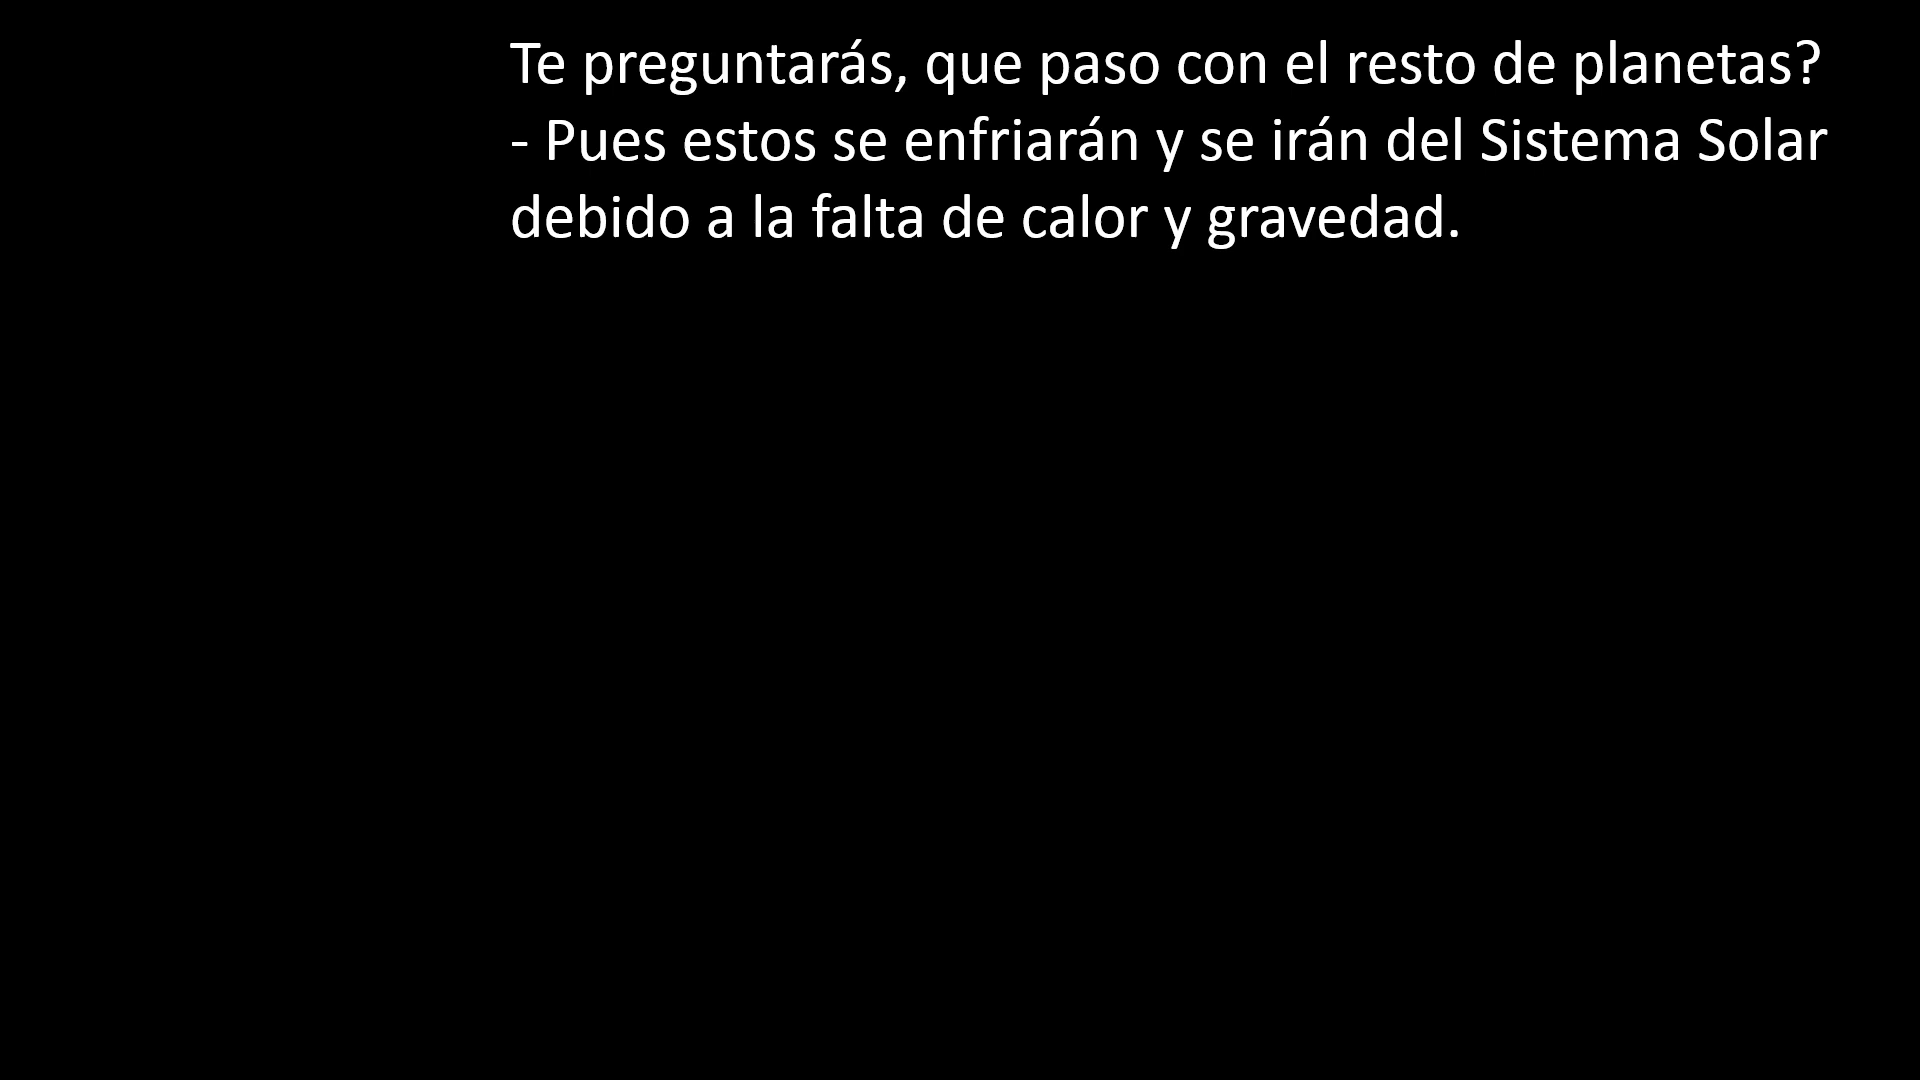 Te preguntarás, que paso con el resto de planetas?
- Pues estos se enfriarán y se irán del Sistema Solar
debido a la falta de calor y gravedad.